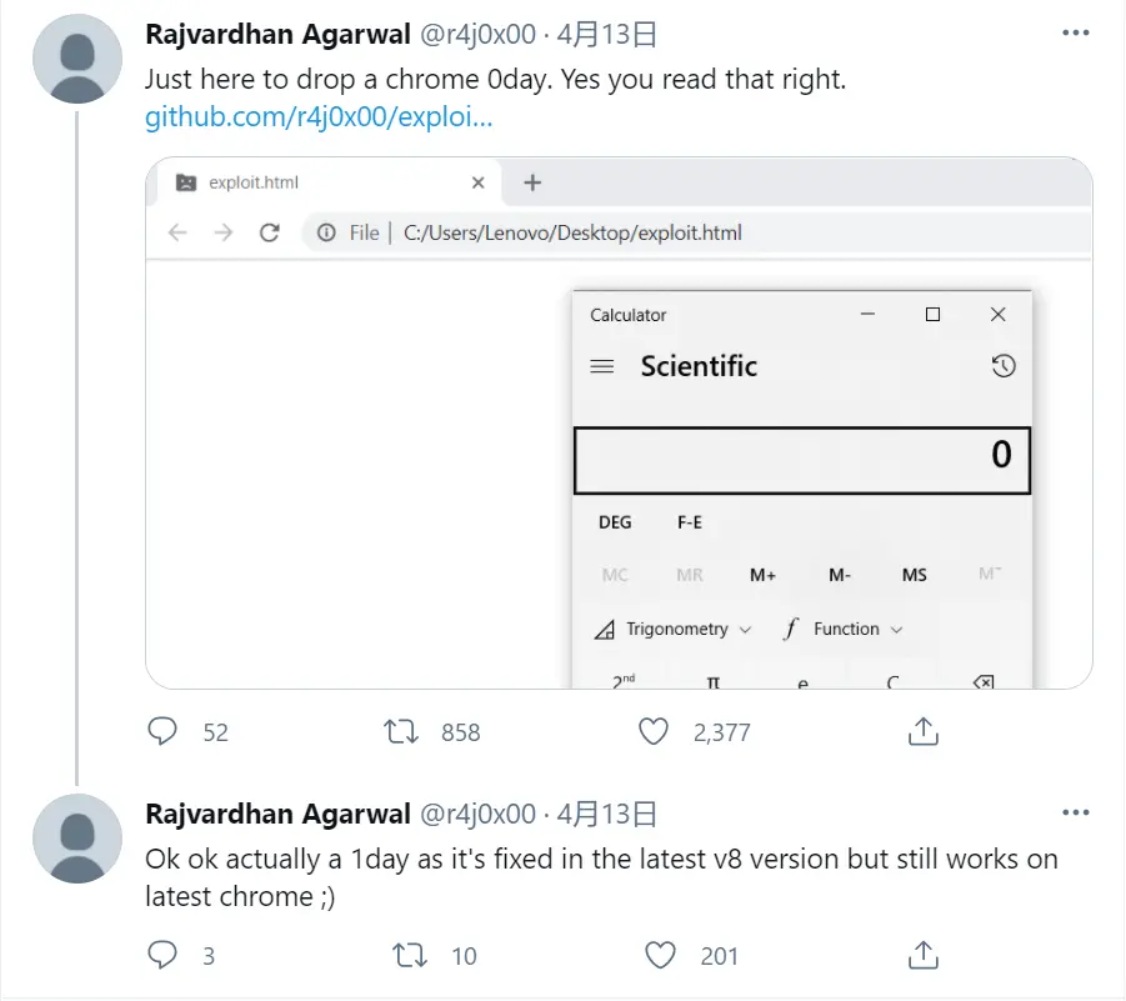 Rajvardhan Agarwal @r4j0x00 · 4月13日
Just here to drop a chrome 0day. Yes you read that right.
github.com/r4j0x00/exploi...
exploit.html
File | C:/Users/Lenovo/Desktop/exploit.html
Calculator
Scientific
0
DEG F-E
MC MR M+ M- MS M˅
Trigonometry Function
2nd π e C
52 858 2,377
Rajvardhan Agarwal @r4j0x00 · 4月13日
Ok ok actually a 1day as it's fixed in the latest v8 version but still works on
latest chrome ;)
3 10 201